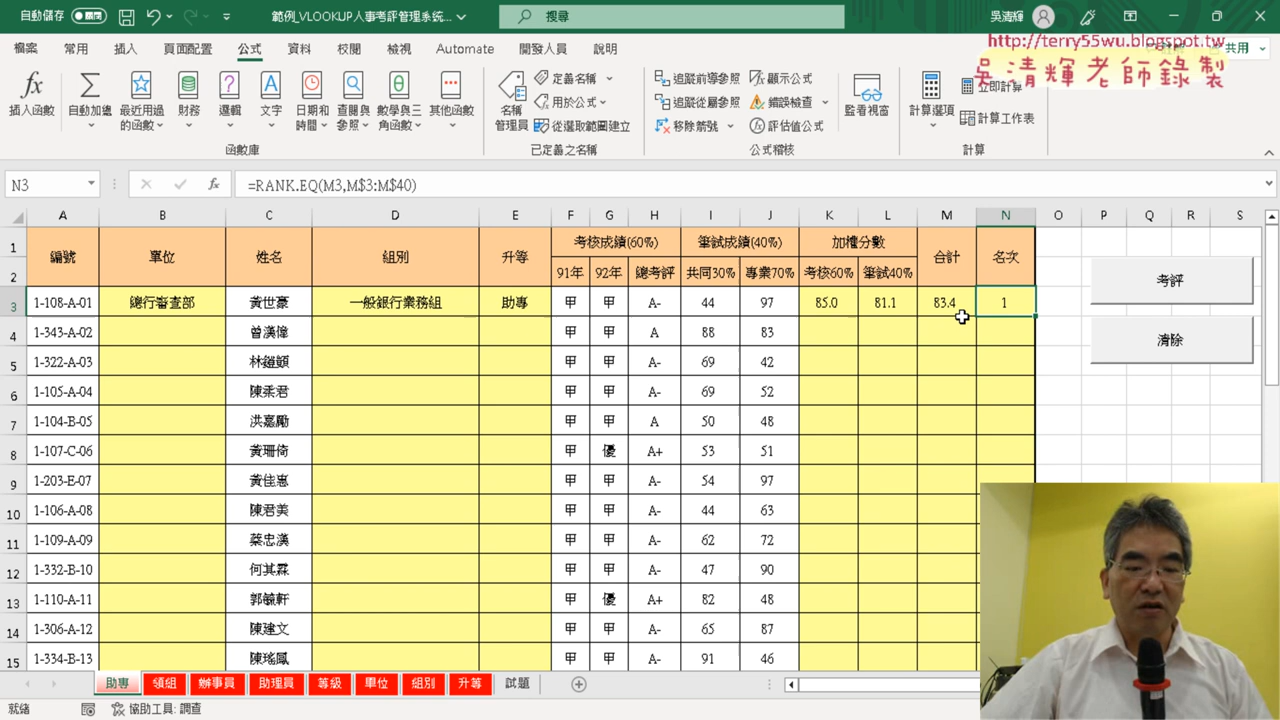 自動儲存 範例_VLOOKUP人事考評管理系統... 搜尋 吳清輝
http://terry55wu.blogspot.tw
吳清輝老師錄製
檔案 常用 插入 頁面配置 公式 資料 校閱 檢視 Automate 開發人員 說明 共用
插入函數 自動加總 最近用過的函數 財務 邏輯 文字 日期和時間 查閱與參照 數學與三角函數 其他函數
名稱管理員 定義名稱 用於公式 從選取範圍建立
追蹤前導參照 追蹤從屬參照 移除箭號 顯示公式 錯誤檢查 評估值公式 監看視窗
計算選項 立即計算 計算工作表
函數庫 已定義之名稱 公式稽核 計算
N3 fx =RANK.EQ(M3,M$3:M$40)
A B C D E F G H I J K L M N O P Q R S
1 編號 單位 姓名 組別 升等 考核成績(60%) 筆試成績(40%) 加權分數 合計 名次
2 91年 92年 總考評 共同30% 專業70% 考核60% 筆試40%
考評
3 1-108-A-01 總行審查部 黃世豪 一般銀行業務組 助專 甲 甲 A- 44 97 85.0 81.1 83.4 1
4 1-343-A-02 曾漢偉 甲 甲 A 88 83
清除
5 1-322-A-03 甲 甲 A- 69 42
6 1-105-A-04 陳柔君 甲 甲 A- 69 52
7 1-104-B-05 洪嘉勵 甲 甲 A 50 48
8 1-107-C-06 黃珊倚 甲 優 A+ 53 51
9 1-203-E-07 黃佳惠 甲 甲 A- 54 97
10 1-106-A-08 陳君美 甲 甲 A- 44 63
11 1-109-A-09 蔡忠漢 甲 甲 A- 62 72
12 1-332-B-10 何其霖 甲 甲 A- 47 90
13 1-110-A-11 郭毓軒 甲 優 A+ 82 48
14 1-306-A-12 陳建文 甲 甲 A- 65 87
15 1-334-B-13 陳瑤鳳 甲 甲 A- 91 46
助專 領組 辦事員 助理員 等級 單位 組別 升等 試題
就緒 協助工具: 調查